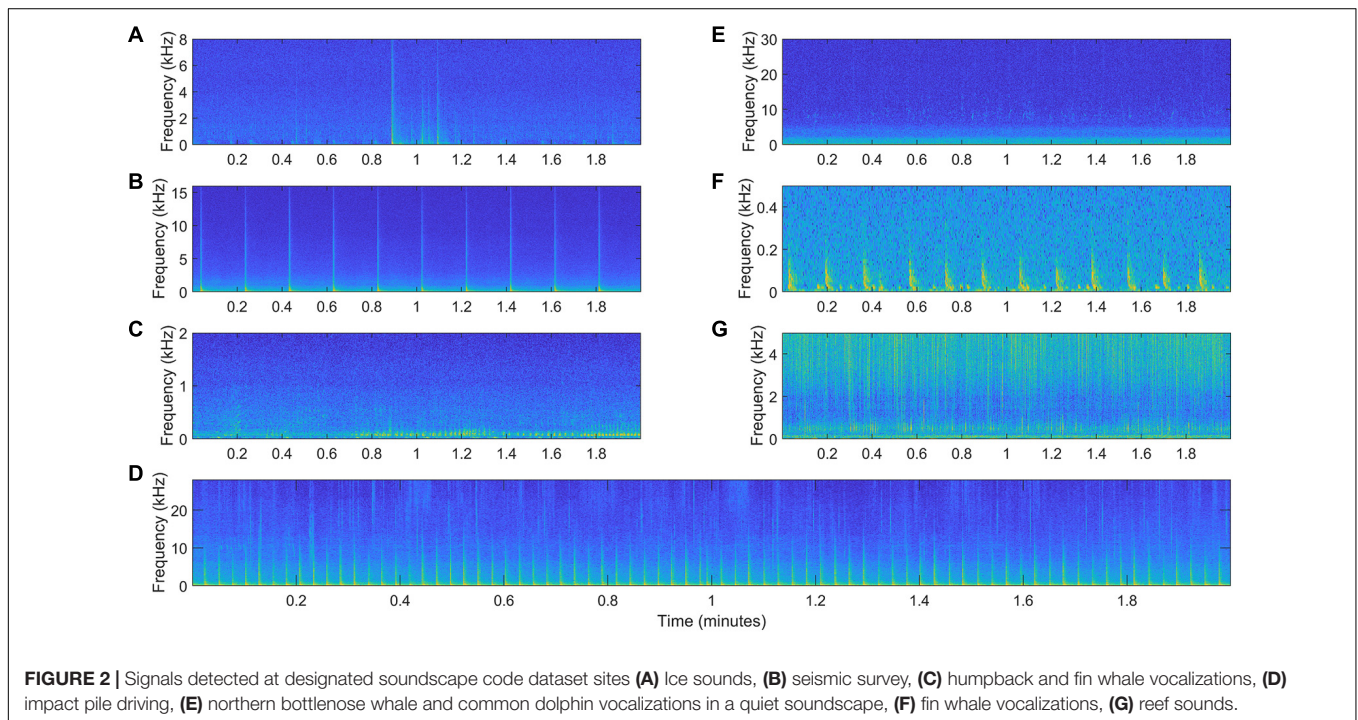 A
Frequency (kHz)
8
6
4
2
0
0.2 0.4 0.6 0.8 1 1.2 1.4 1.6 1.8
B
Frequency (kHz)
15
10
5
0
0.2 0.4 0.6 0.8 1 1.2 1.4 1.6 1.8
C
Frequency (kHz)
2
1
0
0.2 0.4 0.6 0.8 1 1.2 1.4 1.6 1.8
E
Frequency (kHz)
30
20
10
0
0.2 0.4 0.6 0.8 1 1.2 1.4 1.6 1.8
F
Frequency (kHz)
0.4
0.2
0
0.2 0.4 0.6 0.8 1 1.2 1.4 1.6 1.8
G
Frequency (kHz)
4
2
0
0.2 0.4 0.6 0.8 1 1.2 1.4 1.6 1.8
D
Frequency (kHz)
20
10
0
0.2 0.4 0.6 0.8 1 1.2 1.4 1.6 1.8
Time (minutes)
FIGURE 2 | Signals detected at designated soundscape code dataset sites (A) Ice sounds, (B) seismic survey, (C) humpback and fin whale vocalizations, (D)
impact pile driving, (E) northern bottlenose whale and common dolphin vocalizations in a quiet soundscape, (F) fin whale vocalizations, (G) reef sounds.